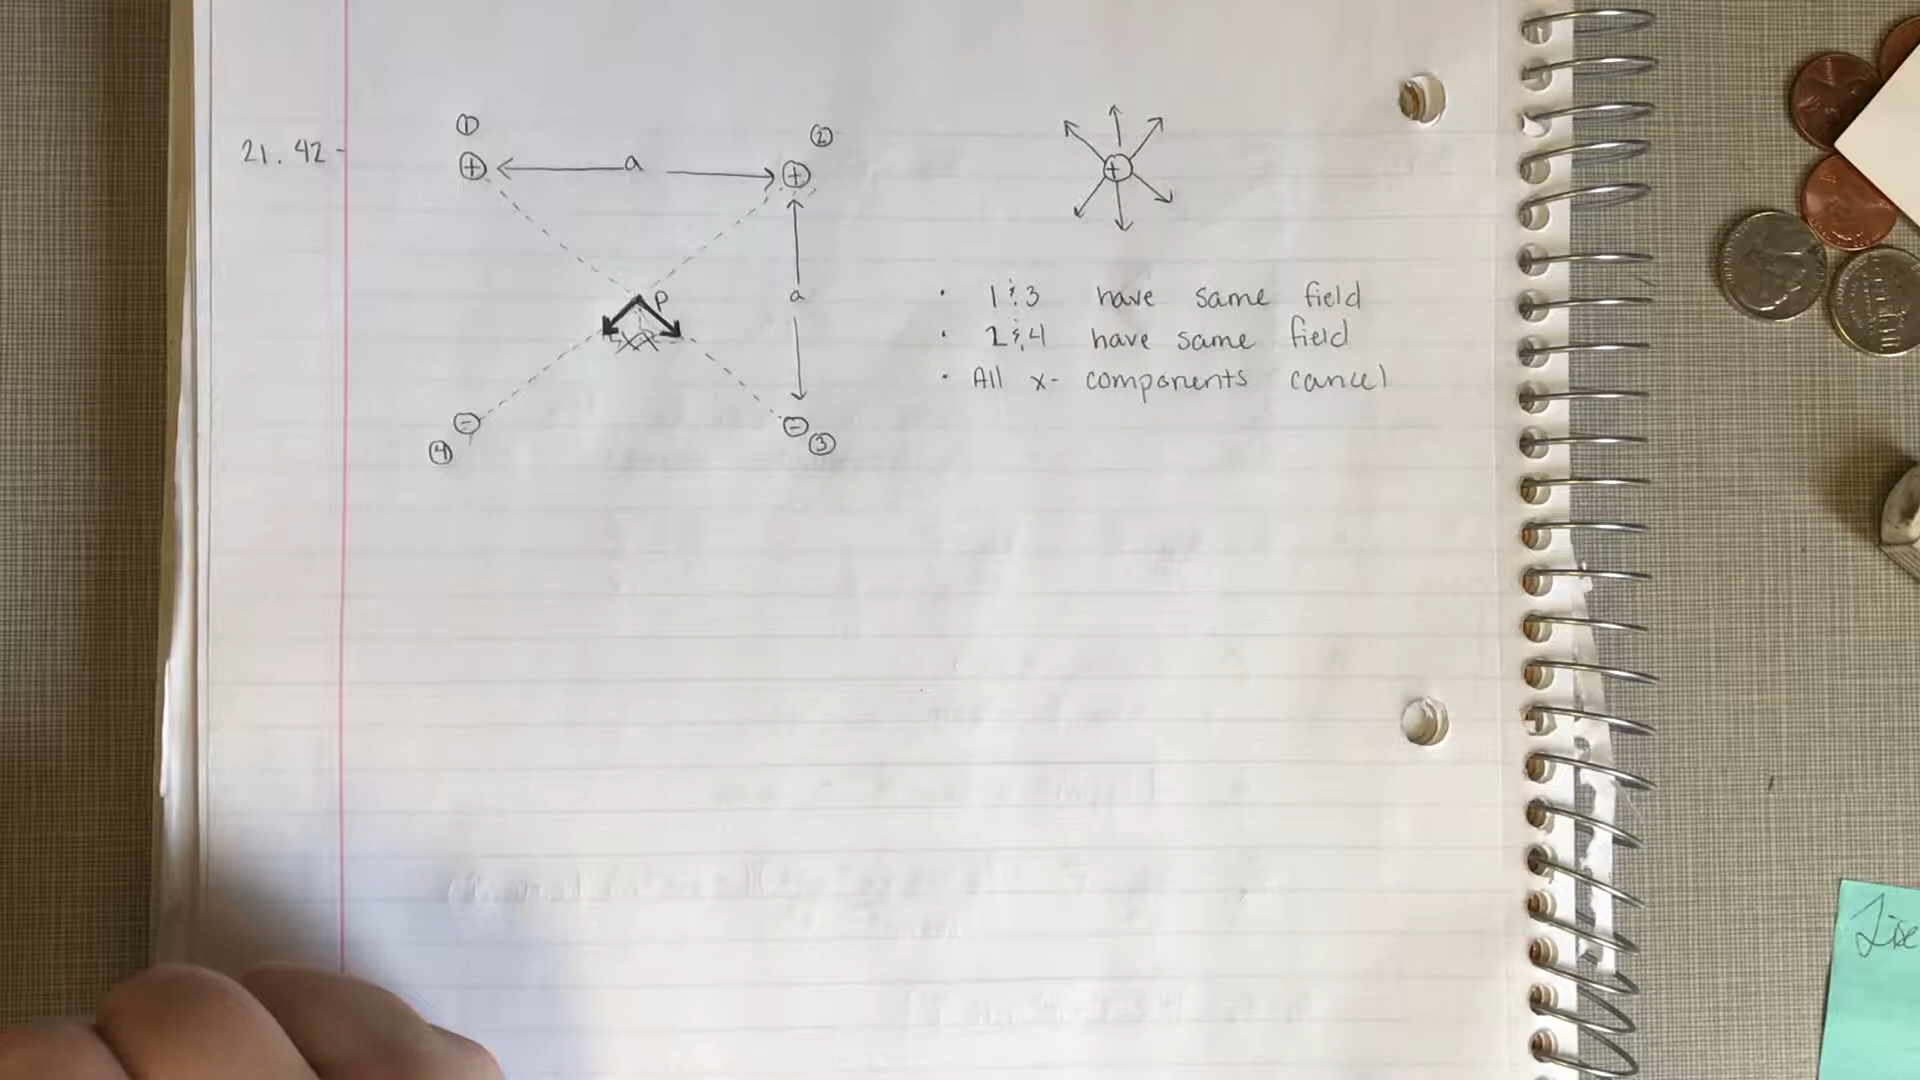 ①
②
21.42-
+ a +
P
a
- -
④ ③
+
· 1 & 3 have same field
· 2 & 4 have same field
· All x- components cancel